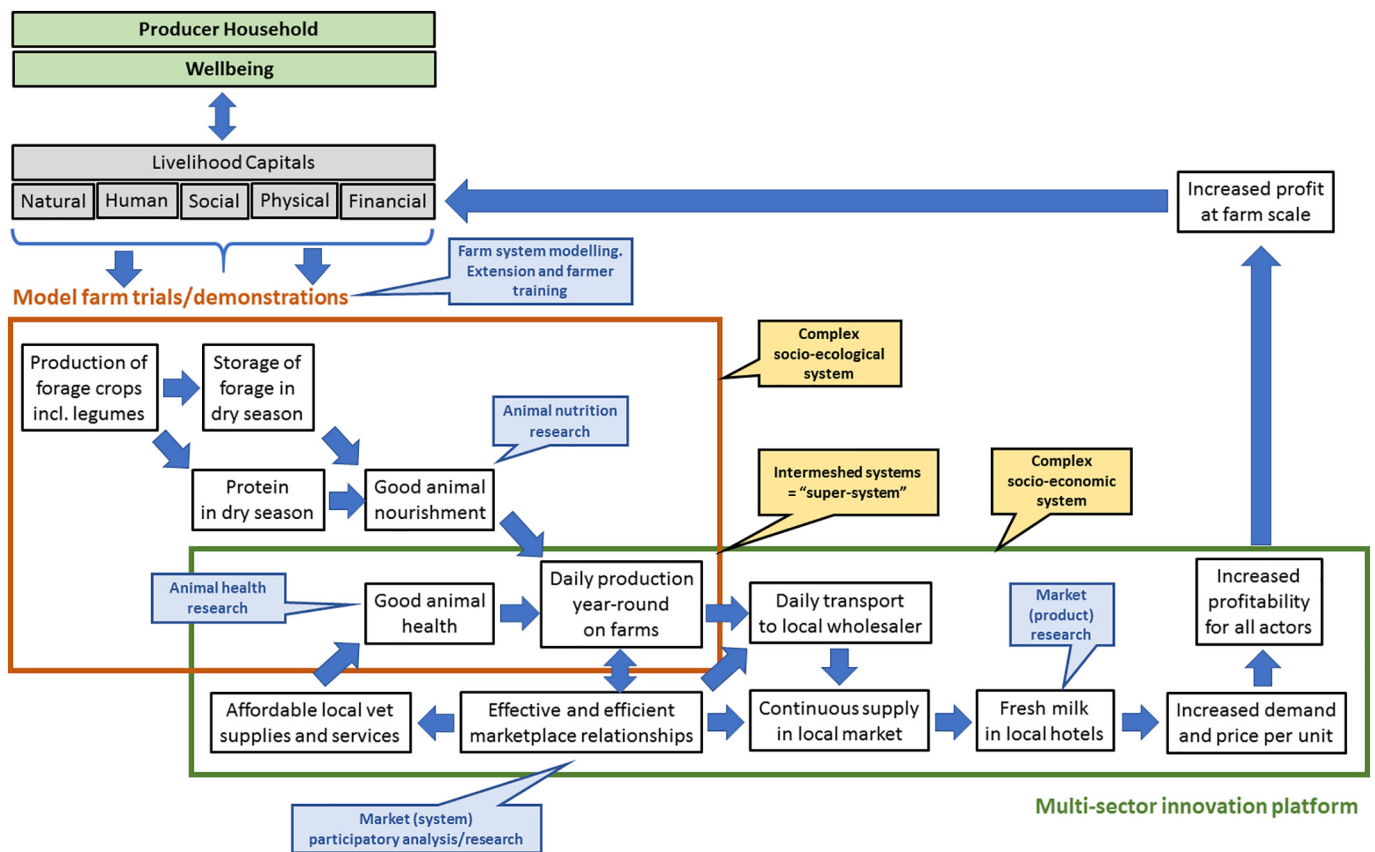 Producer Household
Wellbeing
Livelihood Capitals
Natural
Human
Social
Physical
Financial
Increased profit
at farm scale
Farm system modelling.
Extension and farmer
training
Model farm trials/demonstrations
Production of
forage crops
incl. legumes
Storage of
forage in
dry season
Complex
socio-ecological
system
Animal nutrition
research
Protein
in dry season
Good animal
nourishment
Intermeshed systems
= “super-system”
Complex
socio-economic
system
Animal health
research
Good animal
health
Daily production
year-round
on farms
Daily transport
to local wholesaler
Market
(product)
research
Increased
profitability
for all actors
Affordable local vet
supplies and services
Effective and efficient
marketplace relationships
Continuous supply
in local market
Fresh milk
in local hotels
Increased demand
and price per unit
Market (system)
participatory analysis/research
Multi-sector innovation platform